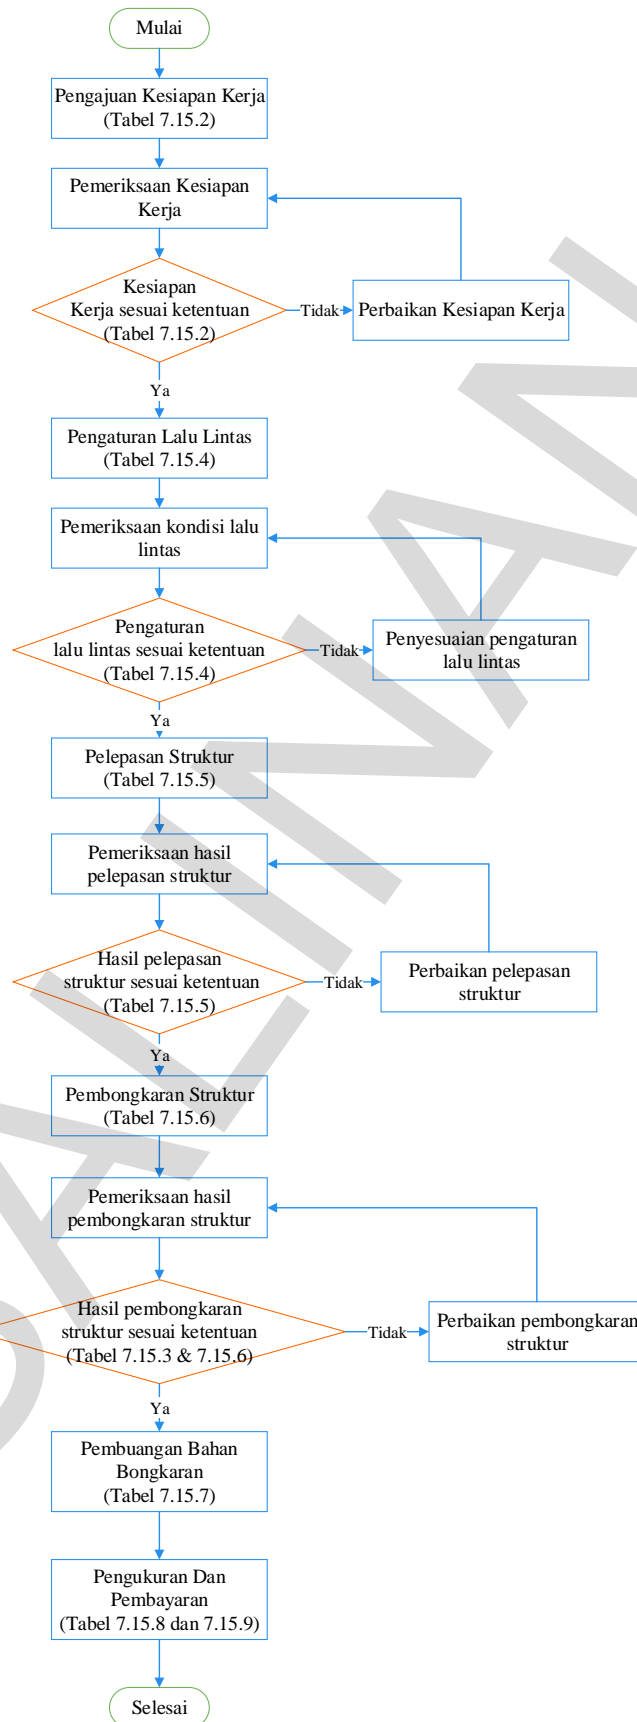 Mulai
Pengajuan Kesiapan Kerja
(Tabel 7.15.2)
Pemeriksaan Kesiapan
Kerja
Kesiapan
Kerja sesuai ketentuan
(Tabel 7.15.2)
Tidak
Perbaikan Kesiapan Kerja
Ya
Pengaturan Lalu Lintas
(Tabel 7.15.4)
Pemeriksaan kondisi lalu
lintas
Pengaturan
lalu lintas sesuai ketentuan
(Tabel 7.15.4)
Tidak
Penyesuaian pengaturan
lalu lintas
Ya
Pelepasan Struktur
(Tabel 7.15.5)
Pemeriksaan hasil
pelepasan struktur
Hasil pelepasan
struktur sesuai ketentuan
(Tabel 7.15.5)
Tidak
Perbaikan pelepasan
struktur
Ya
Pembongkaran Struktur
(Tabel 7.15.6)
Pemeriksaan hasil
pembongkaran struktur
Hasil pembongkaran
struktur sesuai ketentuan
(Tabel 7.15.3 & 7.15.6)
Tidak
Perbaikan pembongkaran
struktur
Ya
Pembuangan Bahan
Bongkaran
(Tabel 7.15.7)
Pengukuran Dan
Pembayaran
(Tabel 7.15.8 dan 7.15.9)
Selesai
SALINAN